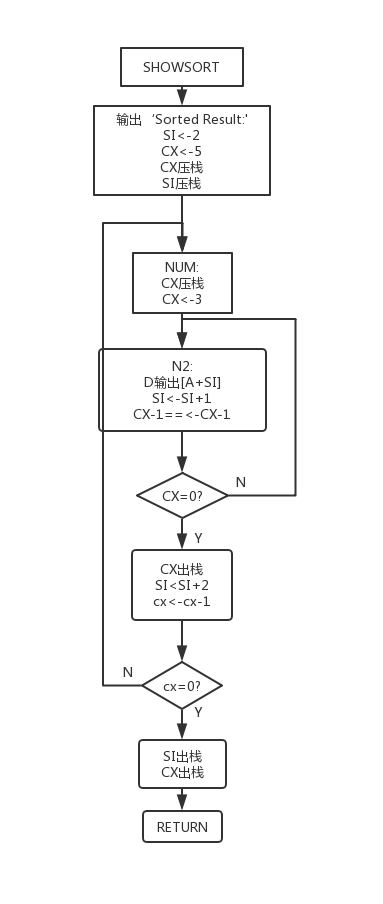 SHOWSORT
输出 ‘Sorted Result:'
SI<-2
CX<-5
CX压栈
SI压栈
NUM:
CX压栈
CX<-3
N2:
D输出[A+SI]
SI<-SI+1
CX-1==<-CX-1
CX=0?
N
Y
CX出栈
SI<SI+2
cx<-cx-1
N
cx=0?
Y
SI出栈
CX出栈
RETURN